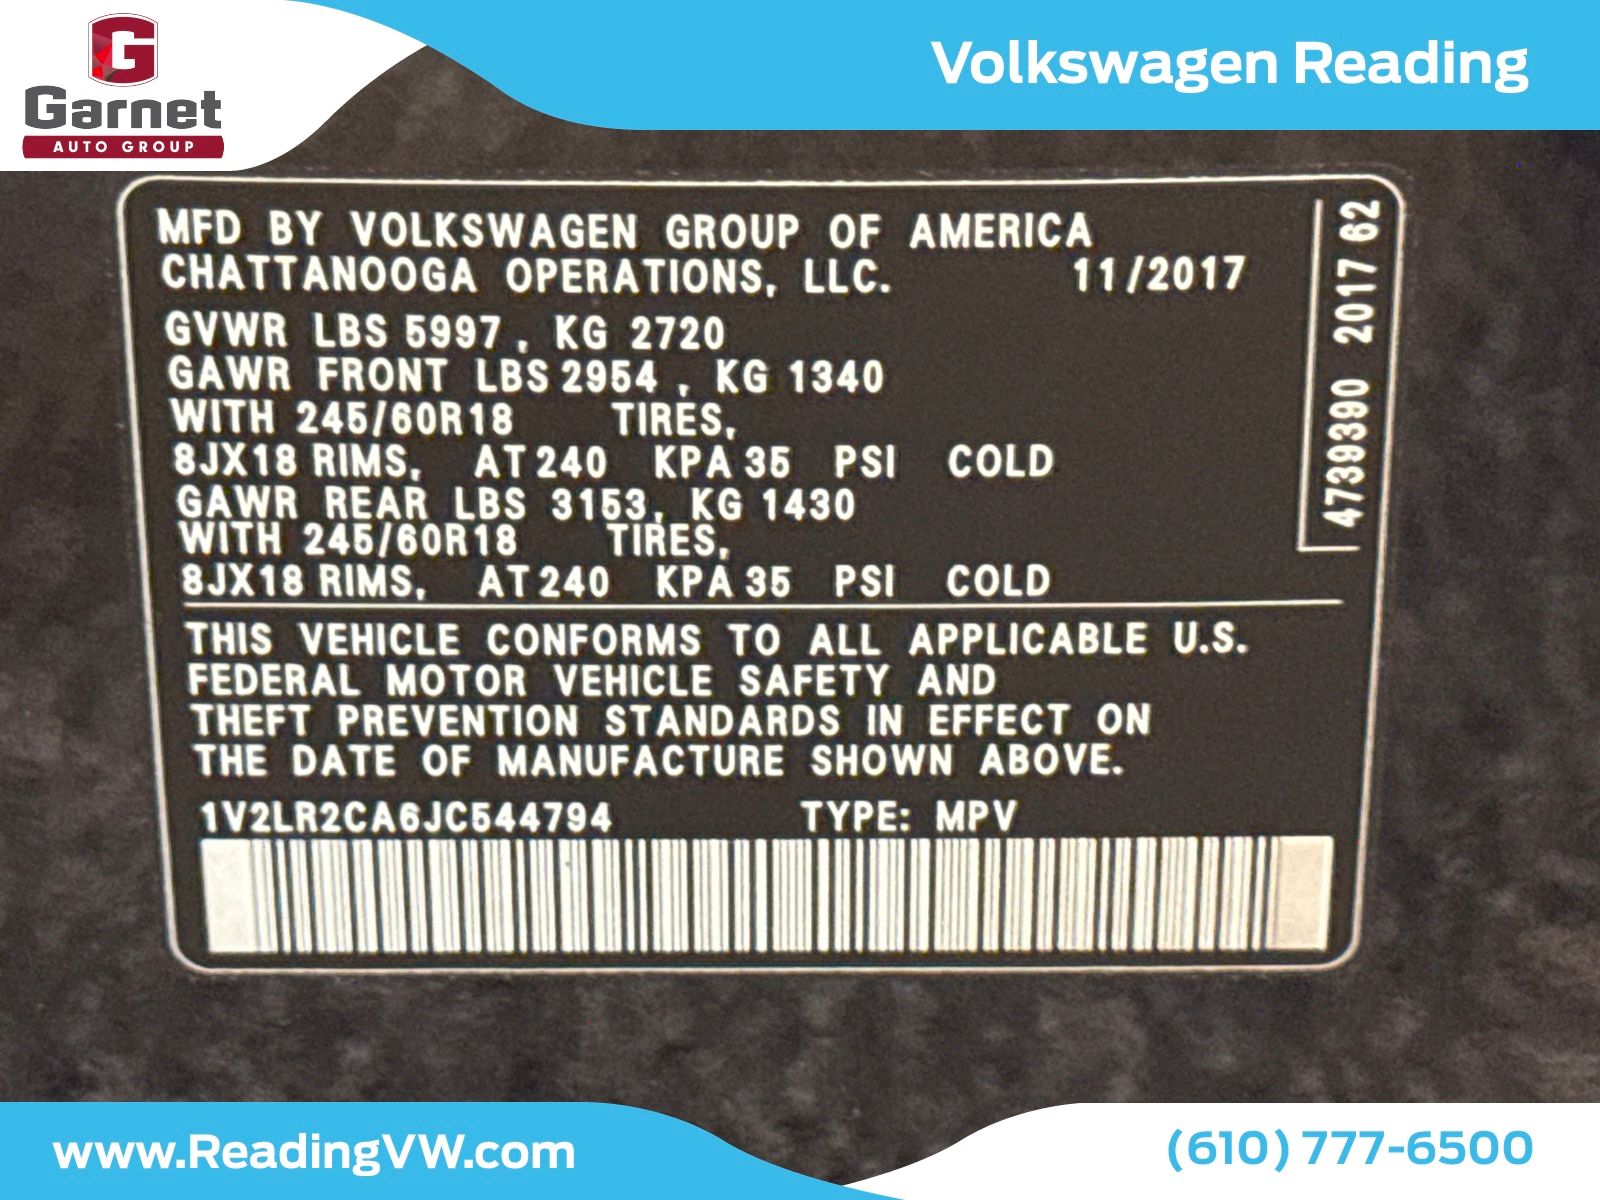 G
Garnet
AUTO GROUP
Volkswagen Reading
MFD BY VOLKSWAGEN GROUP OF AMERICA
CHATTANOOGA OPERATIONS, LLC. 11/2017
GVWR LBS 5997 , KG 2720
GAWR FRONT LBS 2954 , KG 1340
WITH 245/60R18 TIRES,
8JX18 RIMS, AT 240 KPA 35 PSI COLD
GAWR REAR LBS 3153, KG 1430
WITH 245/60R18 TIRES,
8JX18 RIMS, AT 240 KPA 35 PSI COLD
4739390 2017 62
THIS VEHICLE CONFORMS TO ALL APPLICABLE U.S.
FEDERAL MOTOR VEHICLE SAFETY AND
THEFT PREVENTION STANDARDS IN EFFECT ON
THE DATE OF MANUFACTURE SHOWN ABOVE.
1V2LR2CA6JC544794 TYPE: MPV
www.ReadingVW.com
(610) 777-6500